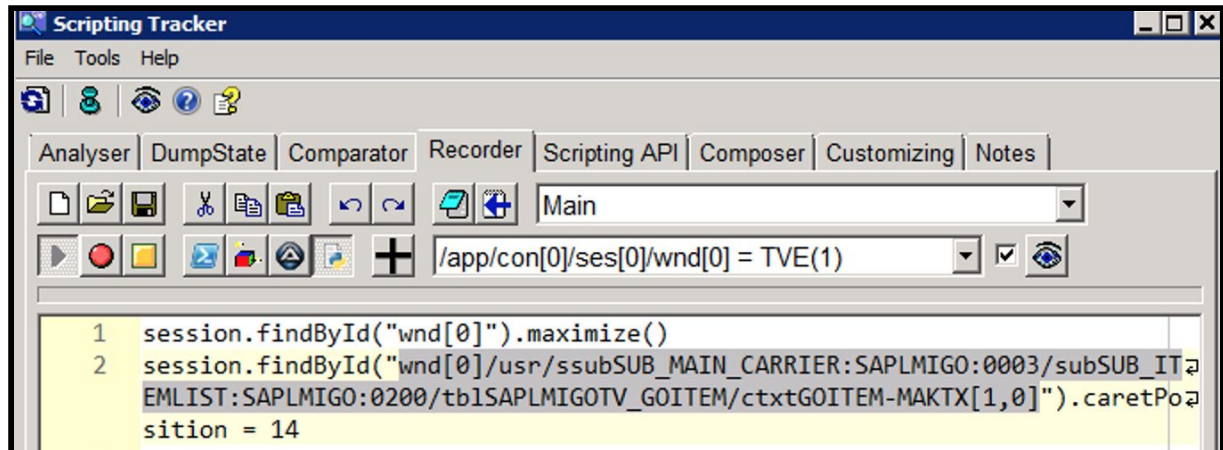 Scripting Tracker
File Tools Help
Analyser DumpState Comparator Recorder Scripting API Composer Customizing Notes
Main
/app/con[0]/ses[0]/wnd[0] = TVE(1)
1 session.findById("wnd[0]").maximize()
2 session.findById("wnd[0]/usr/ssubSUB_MAIN_CARRIER:SAPLMIGO:0003/subSUB_IT
EMLIST:SAPLMIGO:0200/tblSAPLMIGOTV_GOITEM/ctxtGOITEM-MAKTX[1,0]").caretPo
sition = 14